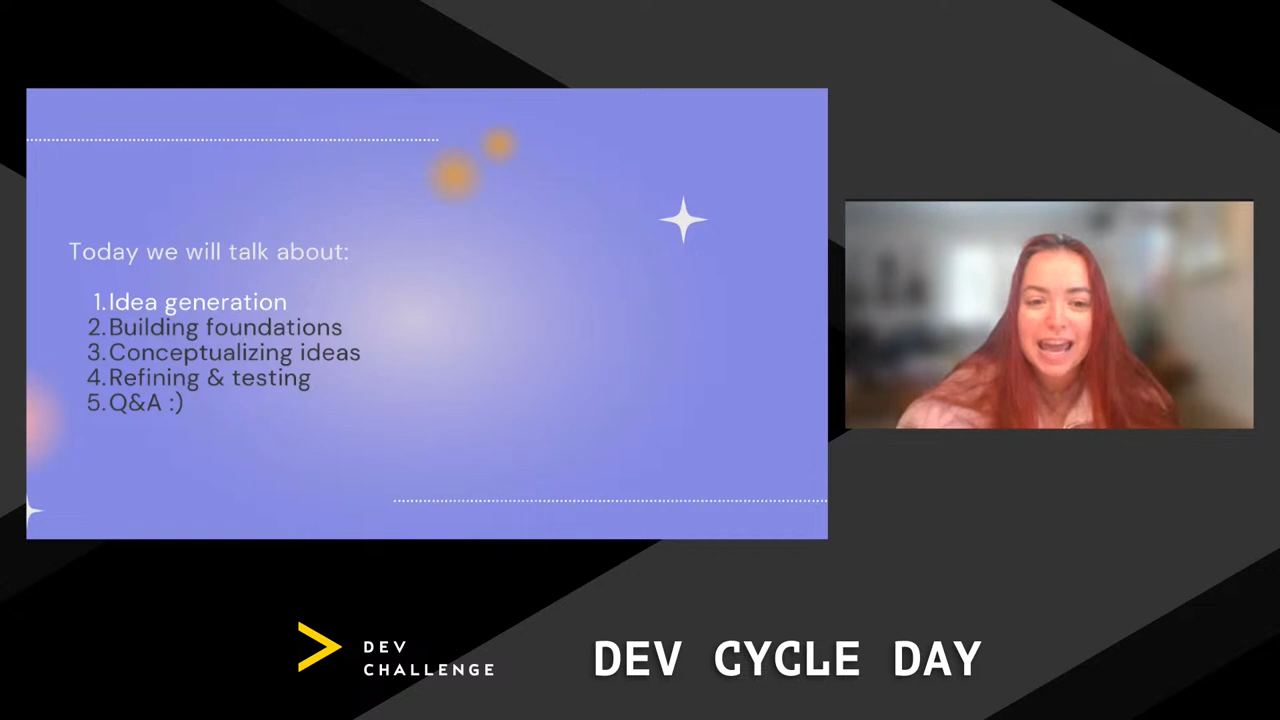 Today we will talk about:
1.Idea generation
2.Building foundations
3.Conceptualizing ideas
4.Refining & testing
5.Q&A :)
DEV
CHALLENGE
DEV CYCLE DAY